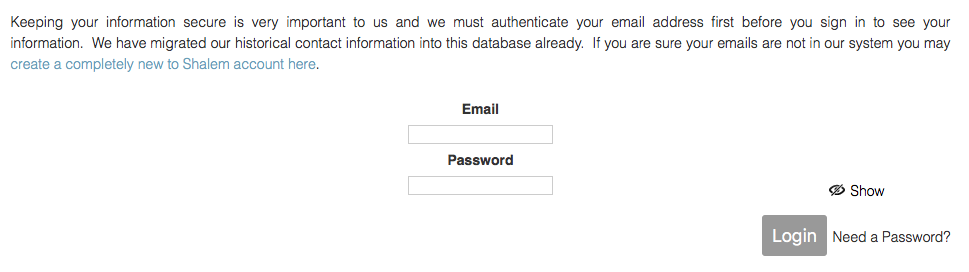 Keeping your information secure is very important to us and we must authenticate your email address first before you sign in to see your
information. We have migrated our historical contact information into this database already. If you are sure your emails are not in our system you may
create a completely new to Shalem account here.
Email
Password
Show
Login Need a Password?